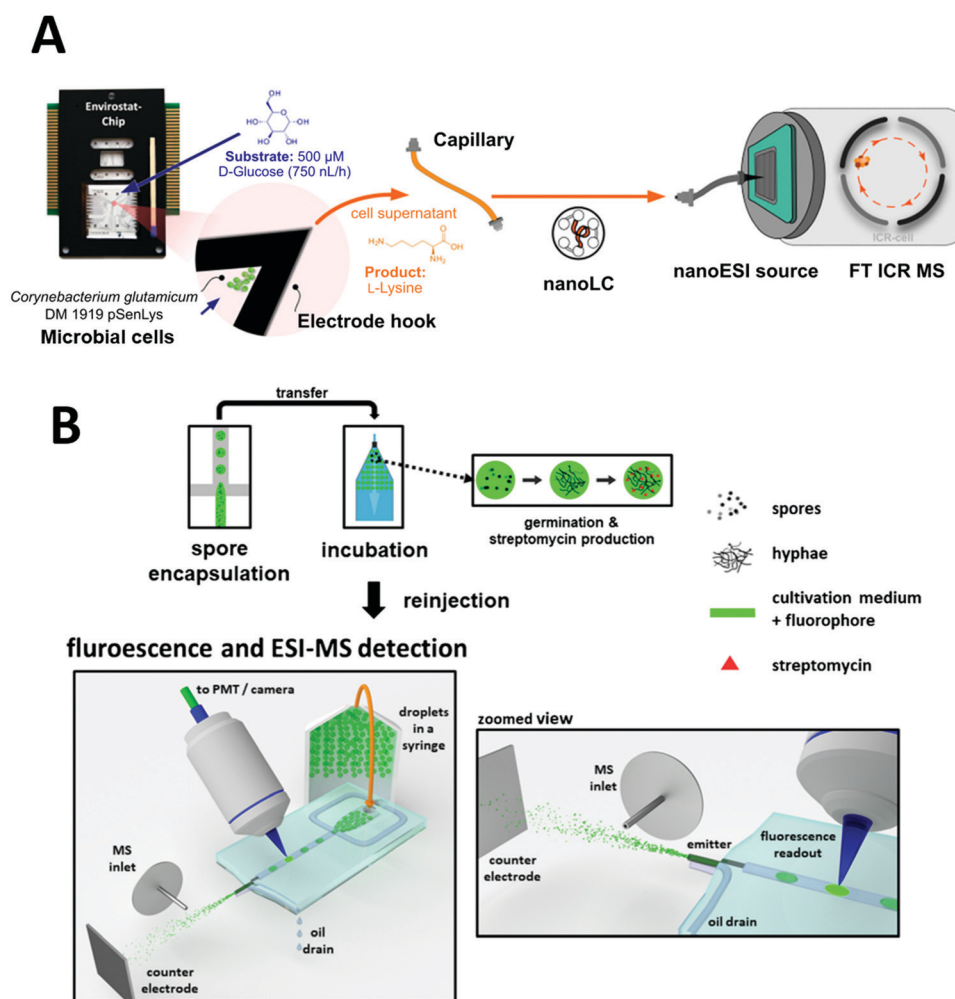 A
Envirostat-
Chip
HO
OH
HO
OH
OH
Substrate: 500 µM
D-Glucose (750 nL/h)
Capillary
cell supernatant
H₂N
O
OH
NH₂
Product:
L-Lysine
nanoLC
nanoESI source
ICR-cell
FT ICR MS
Corynebacterium glutamicum
DM 1919 pSenLys
Microbial cells
Electrode hook
B
transfer
spore
encapsulation
incubation
germination &
streptomycin production
spores
hyphae
cultivation medium
+ fluorophore
streptomycin
reinjection
fluroescence and ESI-MS detection
to PMT / camera
droplets
in a
syringe
MS
inlet
oil
drain
counter
electrode
zoomed view
MS
inlet
emitter
fluorescence
readout
counter
electrode
oil drain